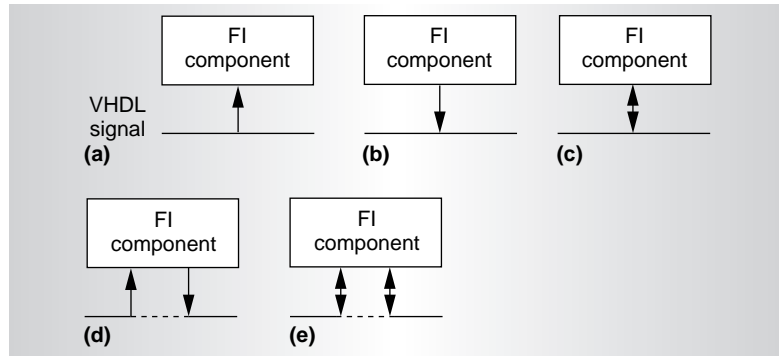 FI
component
FI
component
FI
component
VHDL
signal
(a)
(b)
(c)
FI
component
FI
component
(d)
(e)